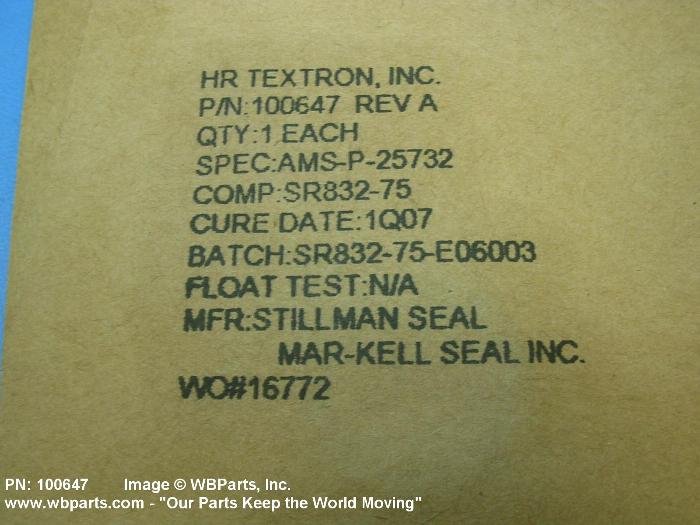 HR TEXTRON, INC.
P/N:100647 REV A
QTY:1 EACH
SPEC:AMS-P-25732
COMP:SR832-75
CURE DATE:1Q07
BATCH:SR832-75-E06003
FLOAT TEST:N/A
MFR:STILLMAN SEAL
MAR-KELL SEAL INC.
WO#16772
PN: 100647 Image © WBParts, Inc.
www.wbparts.com - "Our Parts Keep the World Moving"